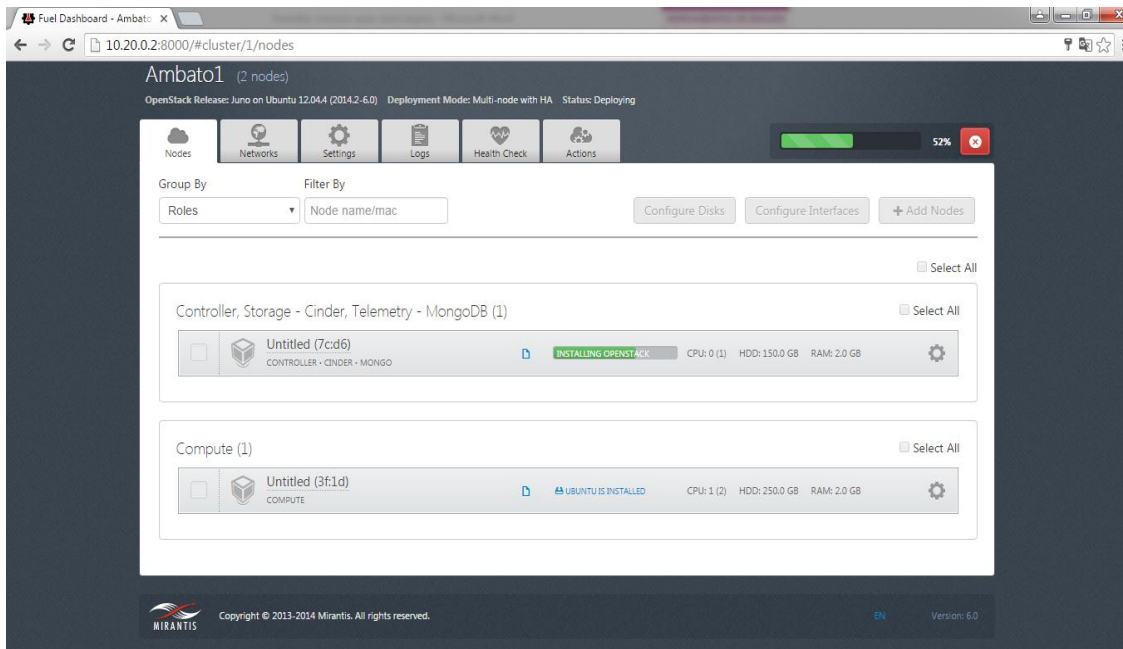 Fuel Dashboard - Ambato
10.20.0.2:8000/#cluster/1/nodes
Ambato1 (2 nodes)
OpenStack Release: Juno on Ubuntu 12.04.4 (2014.2-6.0) Deployment Mode: Multi-node with HA Status: Deploying
Nodes Networks Settings Logs Health Check Actions 52%
Group By Filter By
Roles Node name/mac Configure Disks Configure Interfaces + Add Nodes
Select All
Controller, Storage - Cinder, Telemetry - MongoDB (1) Select All
Untitled (7c:d6)
INSTALLING OPENSTACK CPU: 0 (1) HDD: 150.0 GB RAM: 2.0 GB
CONTROLLER · CINDER · MONGO
Compute (1) Select All
Untitled (3f:1d)
UBUNTU IS INSTALLED CPU: 1 (2) HDD: 250.0 GB RAM: 2.0 GB
COMPUTE
MIRANTIS Copyright © 2013-2014 Mirantis. All rights reserved. EN Version: 6.0